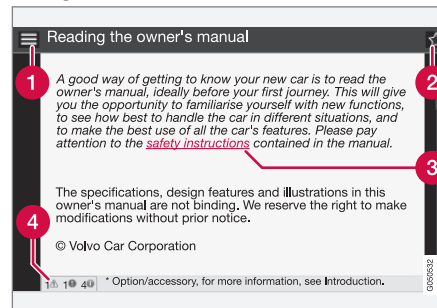 Reading the owner's manual
1
2
A good way of getting to know your new car is to read the
owner's manual, ideally before your first journey. This will give
you the opportunity to familiarise yourself with new functions,
to see how best to handle the car in different situations, and
to make the best use of all the car's features. Please pay
attention to the safety instructions contained in the manual.
3
The specifications, design features and illustrations in this
owner's manual are not binding. We reserve the right to make
modifications without prior notice.
4
© Volvo Car Corporation
1 1 4 * Option/accessory, for more information, see Introduction.
G050532